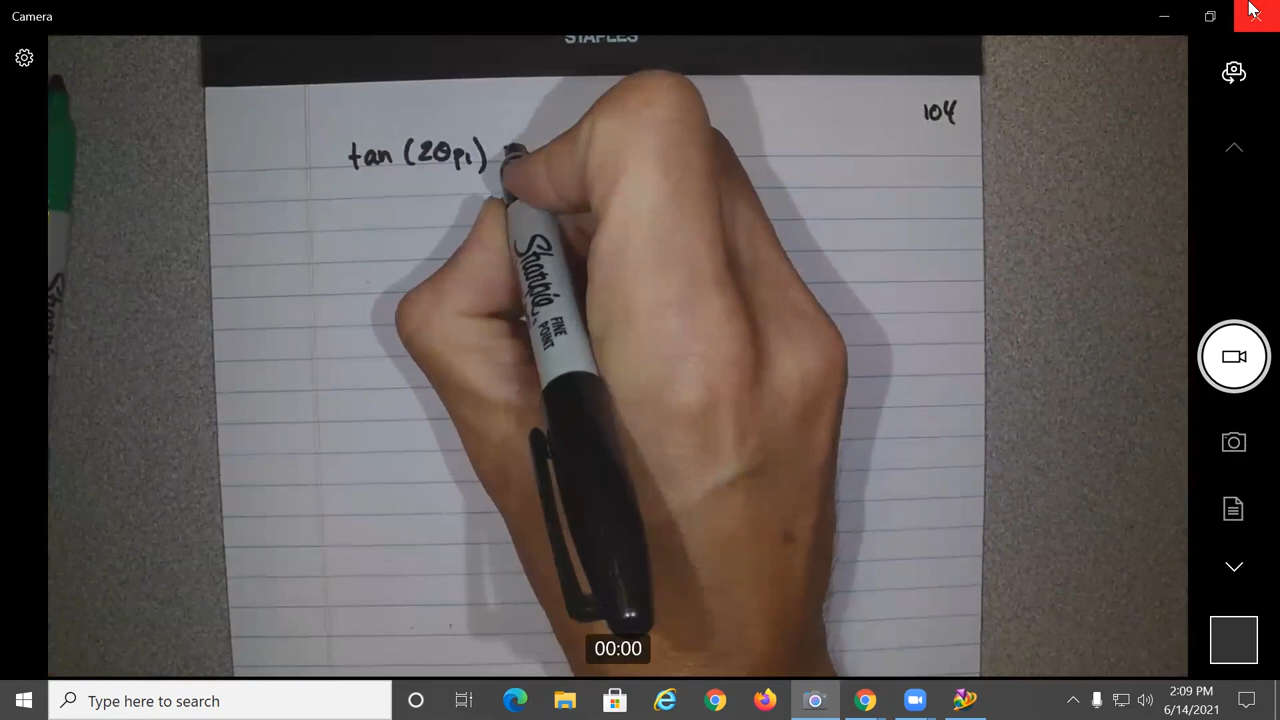 Camera
STAPLES
104
tan (2θp1)
Sharpie
FINE
POINT
00:00
Type here to search
2:09 PM
6/14/2021